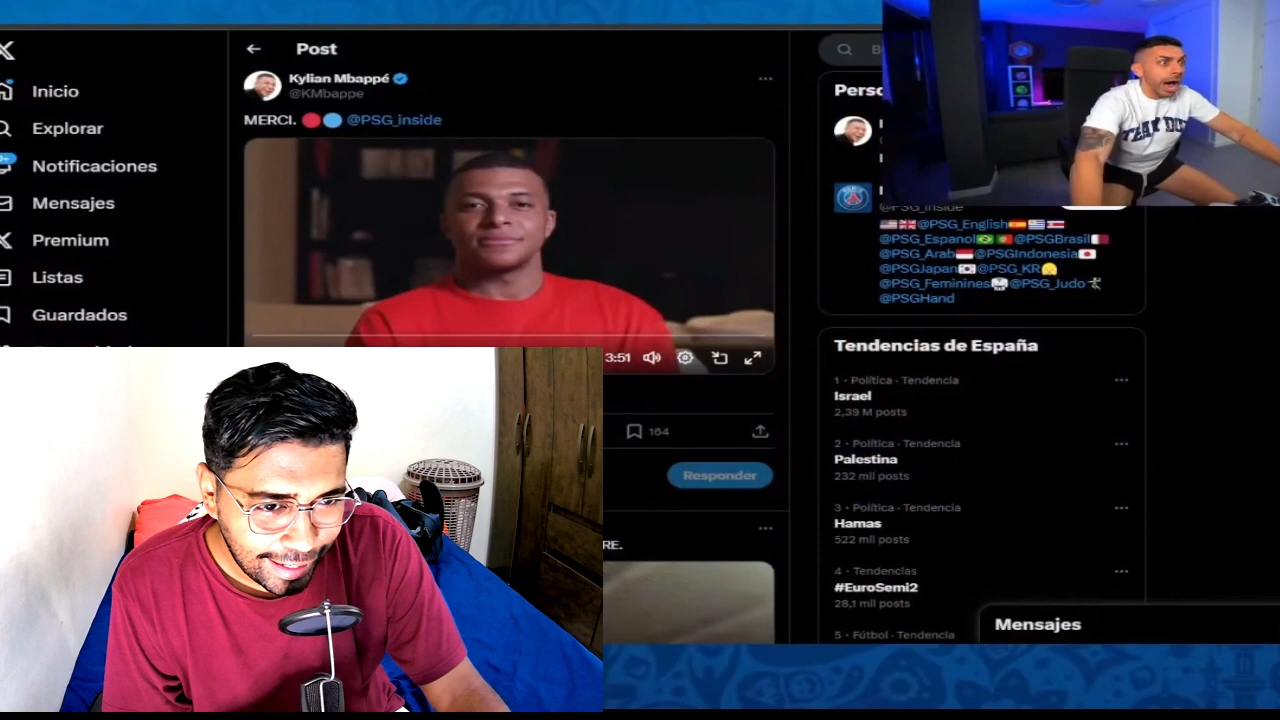 Post
Inicio
Explorar
Notificaciones
Mensajes
Premium
Listas
Guardados
Kylian Mbappé
@KMbappe
MERCI. 🔴🔵 @PSG_inside
3:51
164
Responder
RE.
Perso
@PSG_inside
🇺🇸🇬🇧@PSG_English🇪🇸🇺🇾🇨🇷
@PSG_Espanol🇧🇷🇵🇹@PSGBrasil🇶🇦
@PSG_Arab🇮🇩@PSGIndonesia🇯🇵
@PSGJapan🇰🇷@PSG_KR
@PSG_Feminines @PSG_Judo
@PSGHand
Tendencias de España
1 · Política · Tendencia
Israel
2,39 M posts
2 · Política · Tendencia
Palestina
232 mil posts
3 · Política · Tendencia
Hamas
522 mil posts
4 · Tendencias
#EuroSemi2
28,1 mil posts
5 · Fútbol · Tendencia
Mensajes